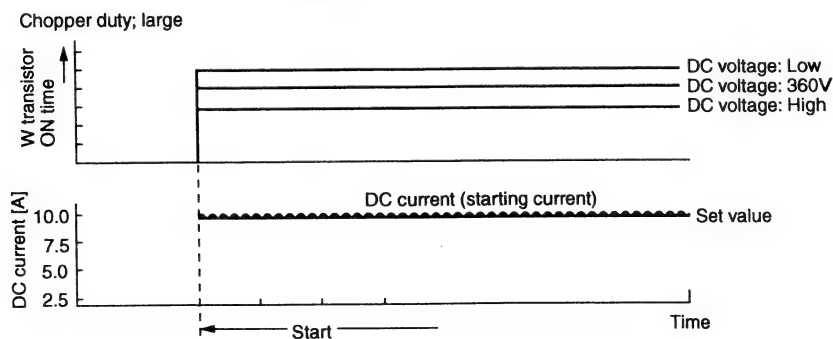 Chopper duty; large
W transistor
ON time
DC voltage: Low
DC voltage: 360V
DC voltage: High
DC current (starting current)
Set value
DC current [A]
10.0
7.5
5.0
2.5
Start
Time